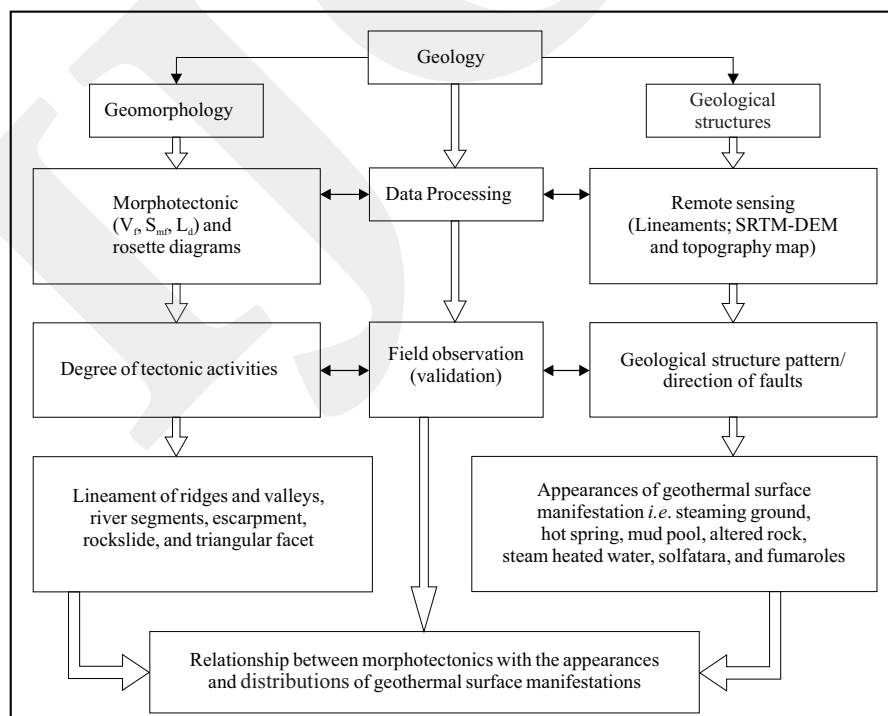 Geology
Geomorphology
Geological
structures
Morphotectonic
(Vf, Smf, Ld) and
rosette diagrams
Data Processing
Remote sensing
(Lineaments; SRTM-DEM
and topography map)
Degree of tectonic activities
Field observation
(validation)
Geological structure pattern/
direction of faults
Lineament of ridges and valleys,
river segments, escarpment,
rockslide, and triangular facet
Appearances of geothermal surface
manifestation i.e. steaming ground,
hot spring, mud pool, altered rock,
steam heated water, solfatara, and fumaroles
Relationship between morphotectonics with the appearances
and distributions of geothermal surface manifestations